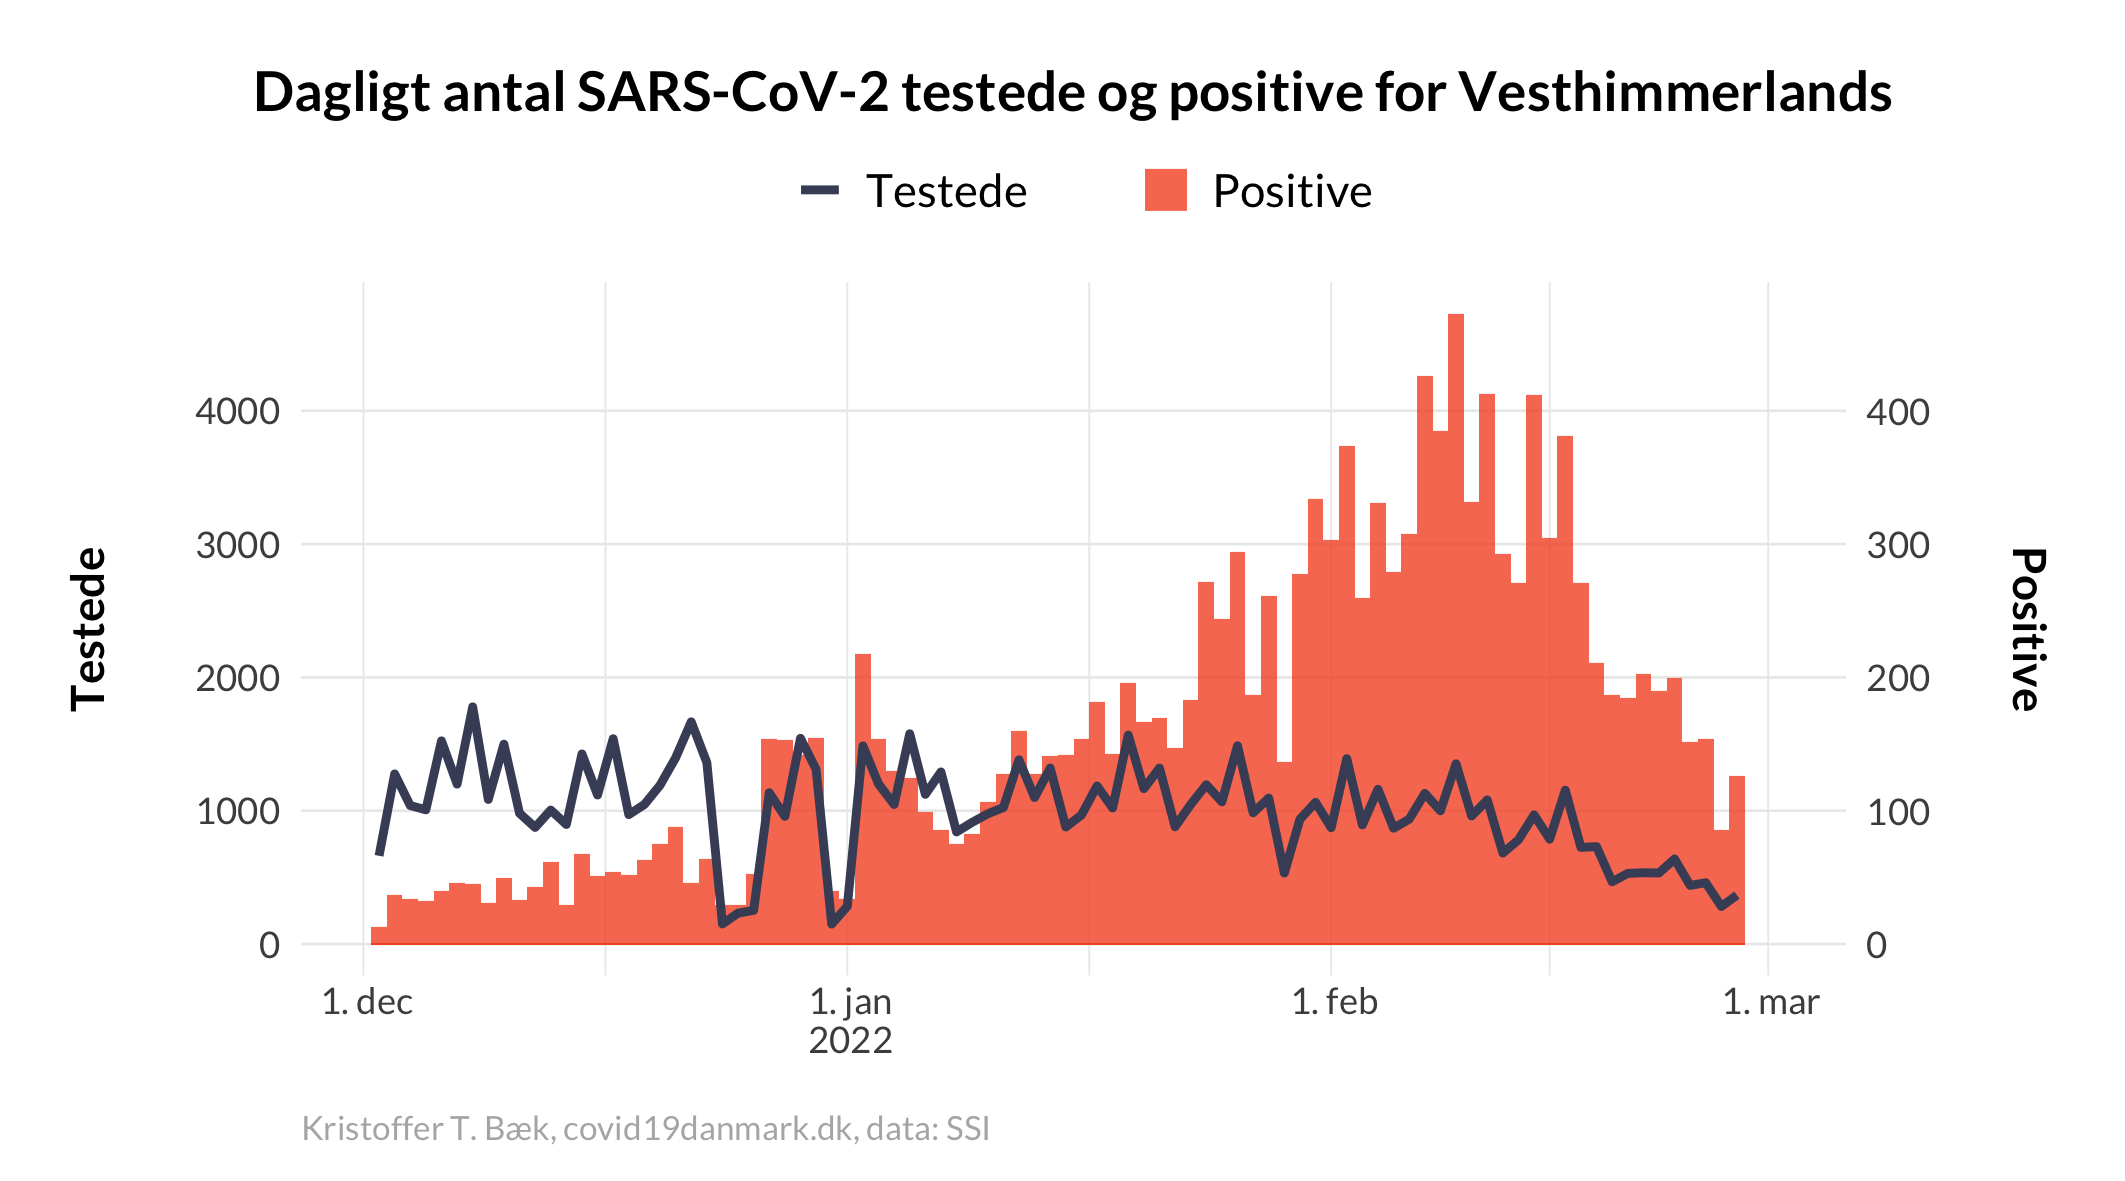 Dagligt antal SARS-CoV-2 testede og positive for Vesthimmerlands
Testede
Positive
4000
3000
2000
1000
0
400
300
200
100
0
Testede
Positive
1. dec
1. jan
2022
1. feb
1. mar
Kristoffer T. Bæk, covid19danmark.dk, data: SSI